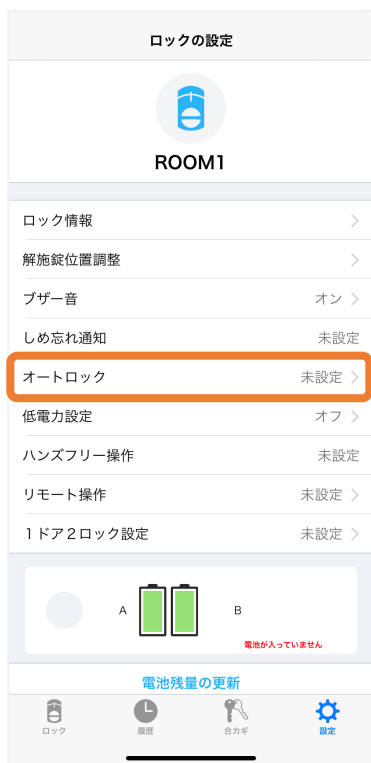 ロックの設定
ROOM1
ロック情報
解施錠位置調整
ブザー音 オン
しめ忘れ通知 未設定
オートロック 未設定
低電力設定 オフ
ハンズフリー操作 未設定
リモート操作 未設定
1ドア2ロック設定 未設定
A B
電池が入っていません
電池残量の更新
ロック 履歴 合カギ 設定